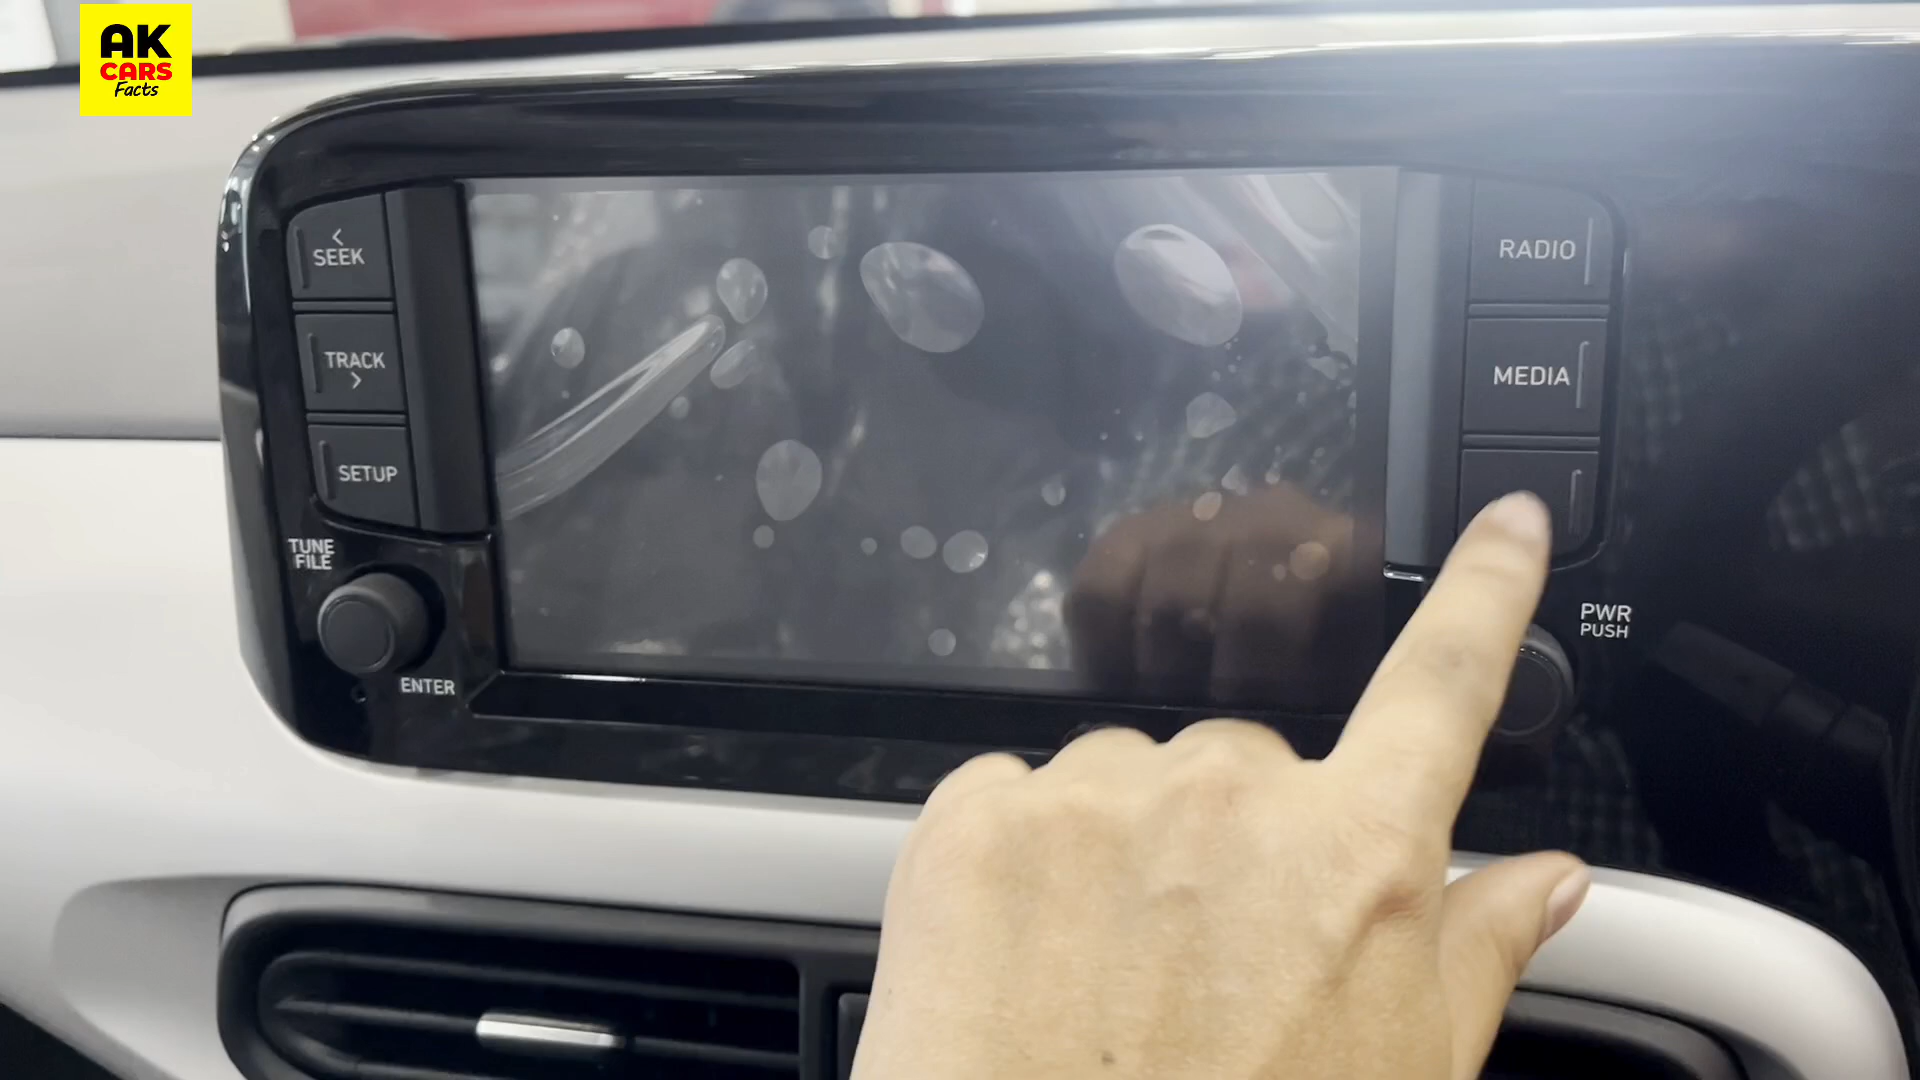 AK
CARS
Facts
<
SEEK
TRACK
>
SETUP
TUNE
FILE
ENTER
RADIO
MEDIA
PWR
PUSH